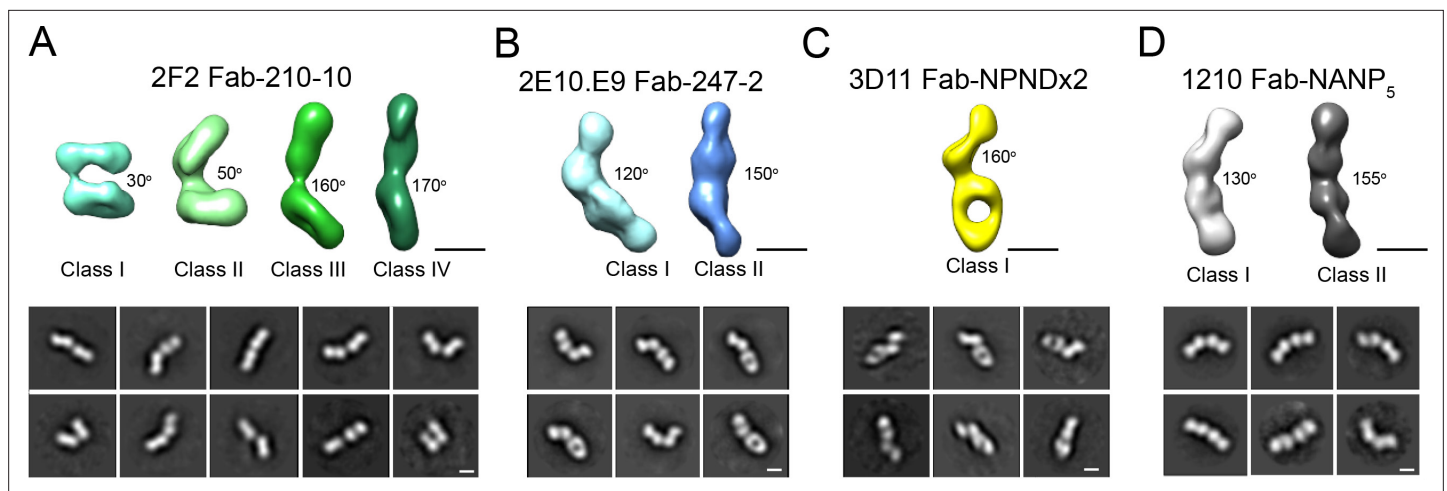 A
2F2 Fab-210-10
30°
50°
160°
170°
Class I
Class II
Class III
Class IV
B
2E10.E9 Fab-247-2
120°
150°
Class I
Class II
C
3D11 Fab-NPNDx2
160°
Class I
D
1210 Fab-NANP₅
130°
155°
Class I
Class II